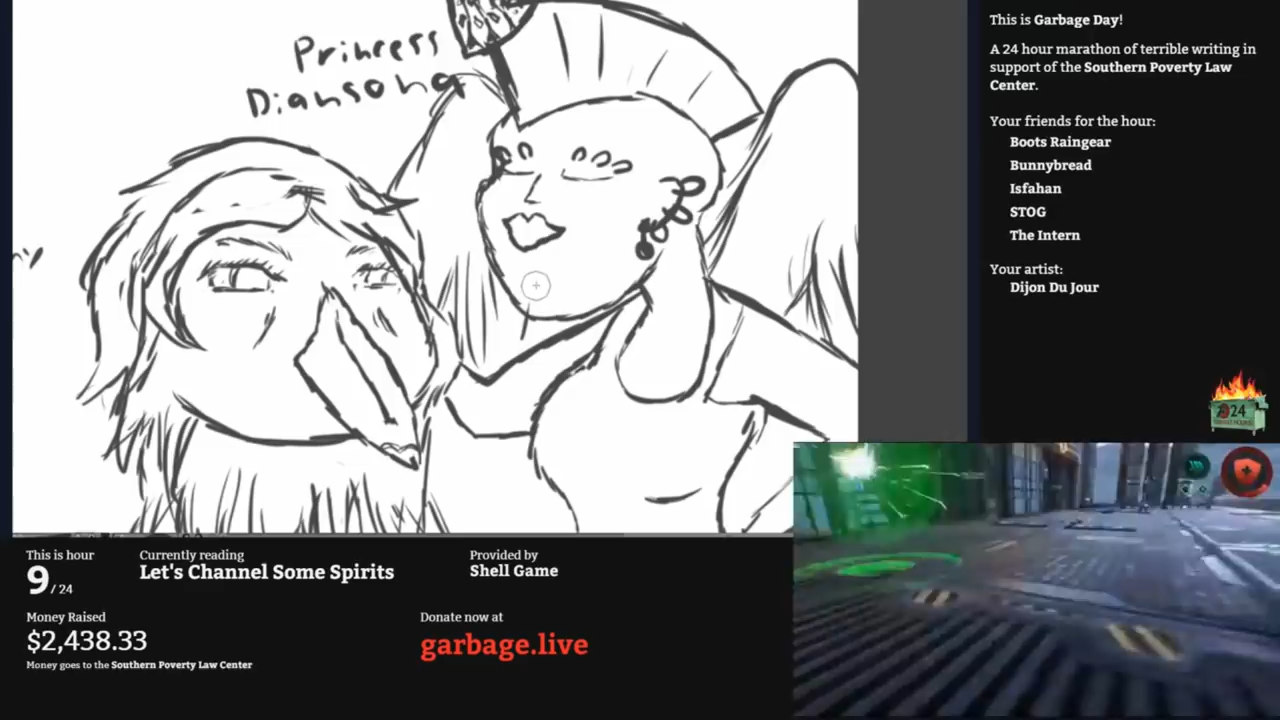 Princess
Diansona
This is Garbage Day!
A 24 hour marathon of terrible writing in
support of the Southern Poverty Law
Center.
Your friends for the hour:
Boots Raingear
Bunnybread
Isfahan
STOG
The Intern
Your artist:
Dijon Du Jour
This is hour
9/24
Currently reading
Let's Channel Some Spirits
Provided by
Shell Game
Money Raised
$2,438.33
Money goes to the Southern Poverty Law Center
Donate now at
garbage.live